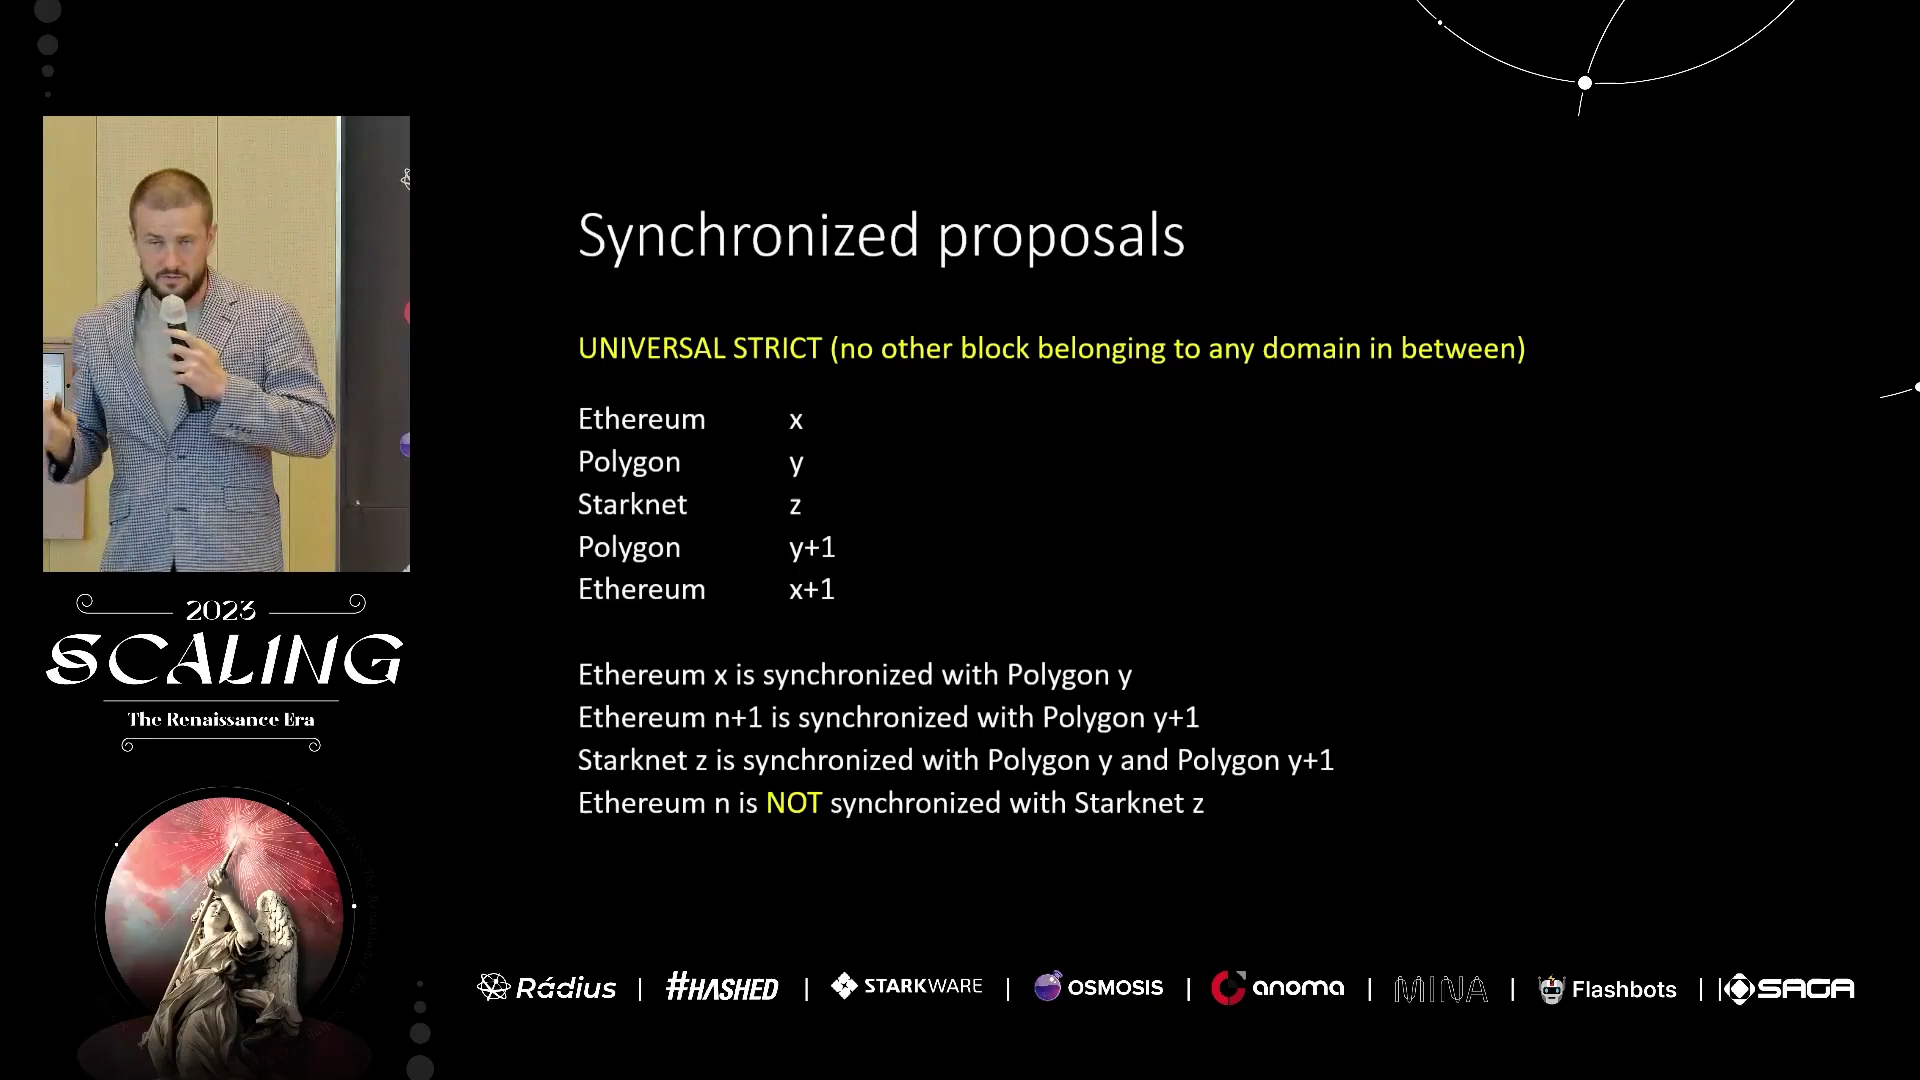 Synchronized proposals
UNIVERSAL STRICT (no other block belonging to any domain in between)
Ethereum x
Polygon y
Starknet z
Polygon y+1
Ethereum x+1
Ethereum x is synchronized with Polygon y
Ethereum n+1 is synchronized with Polygon y+1
Starknet z is synchronized with Polygon y and Polygon y+1
Ethereum n is NOT synchronized with Starknet z
2023
SCALING
The Renaissance Era
Rádius | #HASHED | STARKWARE | OSMOSIS | anoma | MINA | Flashbots | | SAGA